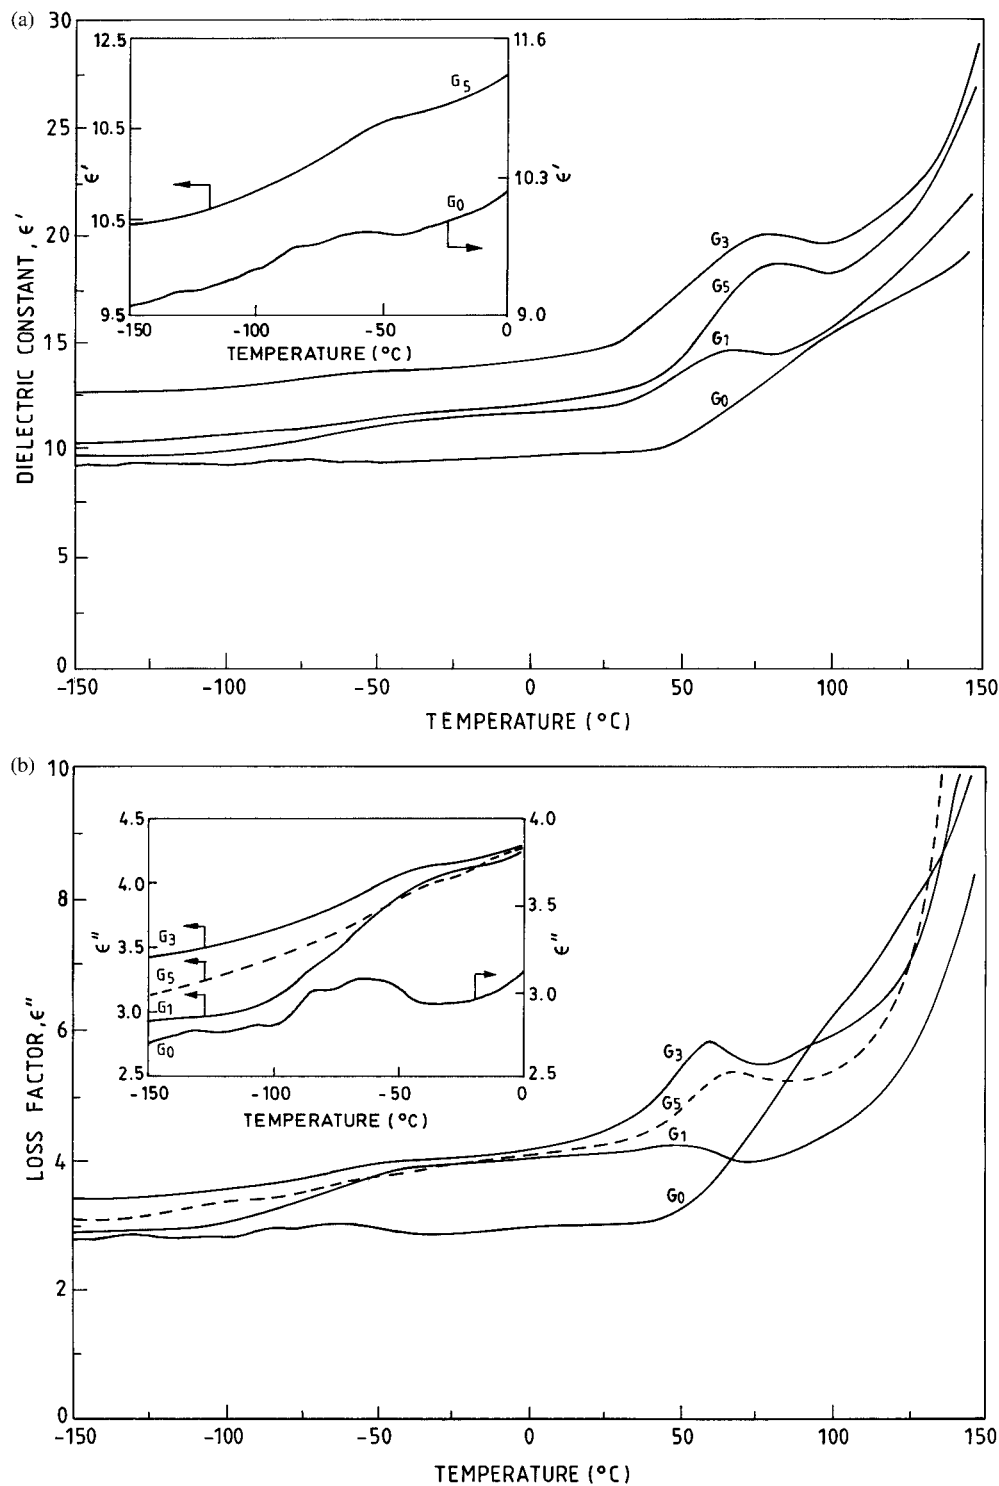 (a)
30
25
20
15
10
5
0
DIELECTRIC CONSTANT, ϵ'
-150
-100
-50
0
50
100
150
TEMPERATURE (°C)
G3
G5
G1
G0
12.5
10.5
10.5
9.5
ϵ'
11.6
10.3
9.0
ϵ'
G5
G0
-150
-100
-50
0
TEMPERATURE (°C)
(b)
10
8
6
4
2
0
LOSS FACTOR, ϵ"
-150
-100
-50
0
50
100
150
TEMPERATURE (°C)
G3
G5
G1
G0
4.5
4.0
3.5
3.0
2.5
ϵ"
4.0
3.5
3.0
2.5
ϵ"
G3
G5
G1
G0
-150
-100
-50
0
TEMPERATURE (°C)